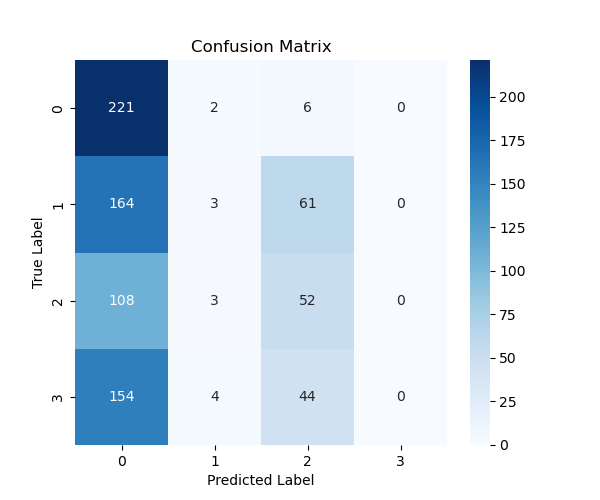 Confusion Matrix
True Label
0 221 2 6 0
1 164 3 61 0
2 108 3 52 0
3 154 4 44 0
0 1 2 3
Predicted Label
200
175
150
125
100
75
50
25
0